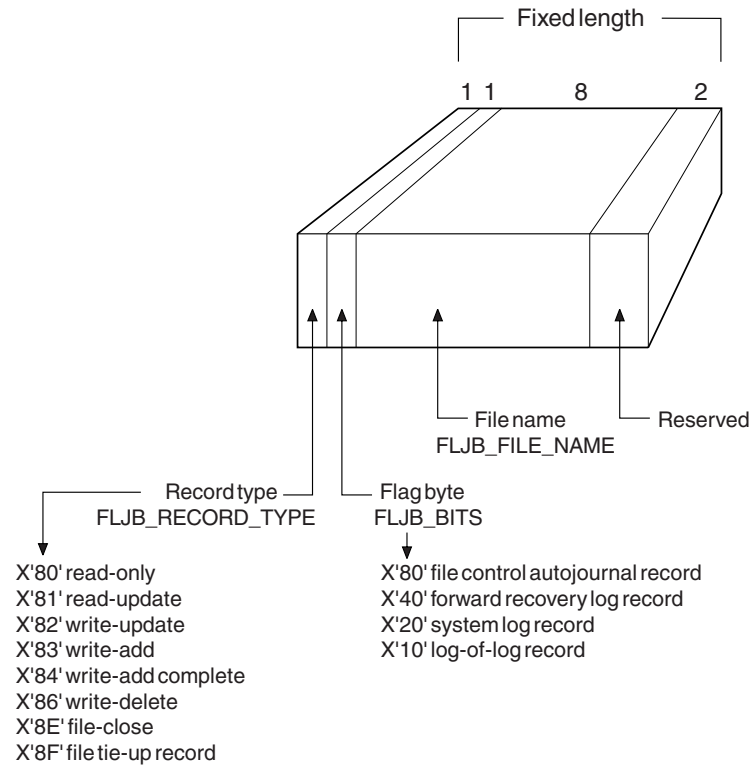 Fixed length
1 1 8 2
File name
FLJB_FILE_NAME
Reserved
Record type
FLJB_RECORD_TYPE
Flag byte
FLJB_BITS
X'80' read-only
X'81' read-update
X'82' write-update
X'83' write-add
X'84' write-add complete
X'86' write-delete
X'8E' file-close
X'8F' file tie-up record
X'80' file control autojournal record
X'40' forward recovery log record
X'20' system log record
X'10' log-of-log record